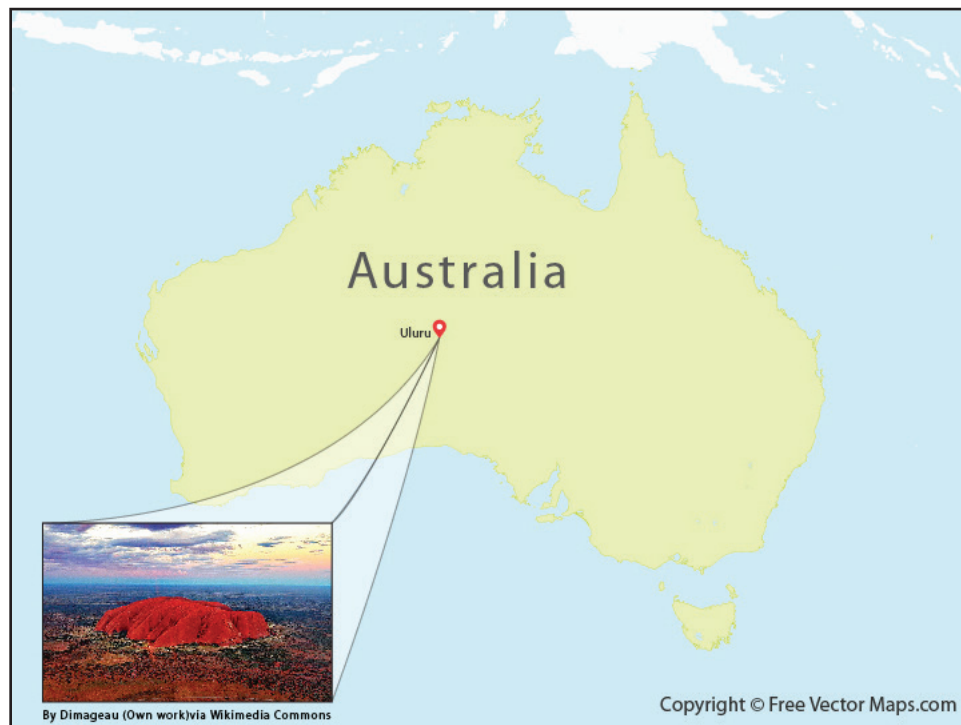 Australia
Uluru
By Dimageau (Own work)via Wikimedia Commons
Copyright © Free Vector Maps.com